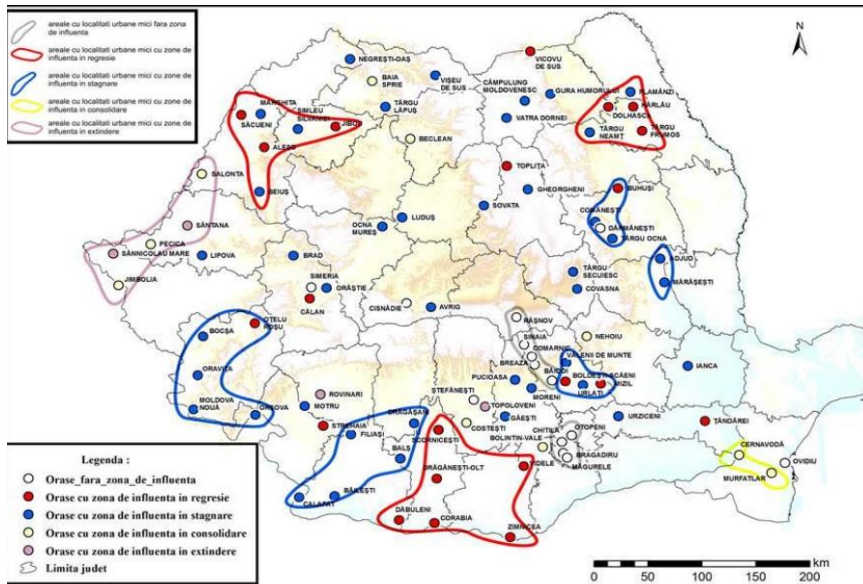 areale cu localitati urbane mici fara zona
de influenta
areale cu localitati urbane mici cu zone de
influenta in regresie
areale cu localitati urbane mici cu zone de
influenta in stagnare
areale cu localitati urbane mici cu zone de
influenta in consolidare
areale cu localitati urbane mici cu zone de
influenta in extindere
N
NEGREȘTI-OAȘ
VICOVU
DE SUS
BAIA
SPRIE
VIȘEU
DE SUS
CÂMPULUNG
MOLDOVENESC
GURA HUMORULUI
FLAMÂNZI
MARGHITA
ȘIMLEU
SILVANIEI
JIBOU
TÂRGU
LĂPUȘ
HÂRLĂU
DOLHASCA
SĂCUENI
VATRA DORNEI
TÂRGU
NEAMȚ
TÂRGU
FRUMOS
ALEȘD
BECLEAN
TOPLIȚA
SALONTA
BEIUȘ
GHEORGHENI
BUHUȘI
SOVATA
COMĂNEȘTI
DĂRMĂNEȘTI
SÂNTANA
OCNA
MUREȘ
LUDUȘ
TÂRGU OCNA
PECICA
SÂNNICOLAU MARE
LIPOVA
BRAD
ADJUD
TÂRGU
SECUIESC
JIMBOLIA
SIMERIA
ORĂȘTIE
COVASNA
MĂRĂȘEȘTI
CĂLAN
CISNĂDIE
AVRIG
RÂȘNOV
OȚELU
ROȘU
BOCȘA
SINAIA
NEHOIU
COMARNIC
VALENII DE MUNTE
BREAZA
ORAVIȚA
BĂICOI
BOLDEȘTI-SCĂENI
IANCA
PUCIOASA
MIZIL
ROVINARI
ȘTEFĂNEȘTI
URLAȚI
MORENI
MOLDOVA
NOUĂ
MOTRU
TOPOLOVENI
ORȘOVA
DRĂGĂȘANI
GĂEȘTI
URZICENI
STREHAIA
COSTEȘTI
ȚĂNDĂREI
FILIAȘI
SCORNICEȘTI
CHITILA
OTOPENI
BOLINTIN-VALE
CERNAVODĂ
BALȘ
BRAGADIRU
OVIDIU
DRĂGĂNEȘTI-OLT
VIDELE
MĂGURELE
MURFATLAR
BĂILEȘTI
CALAFAT
DĂBULENI
CORABIA
ZIMNICEA
Legenda :
Orase_fara_zona_de_influenta
Orase cu zona de influenta in regresie
Orase cu zona de influenta in stagnare
Orase cu zona de influenta in consolidare
Orase cu zona de influenta in extindere
Limita judet
0 50 100 200
km